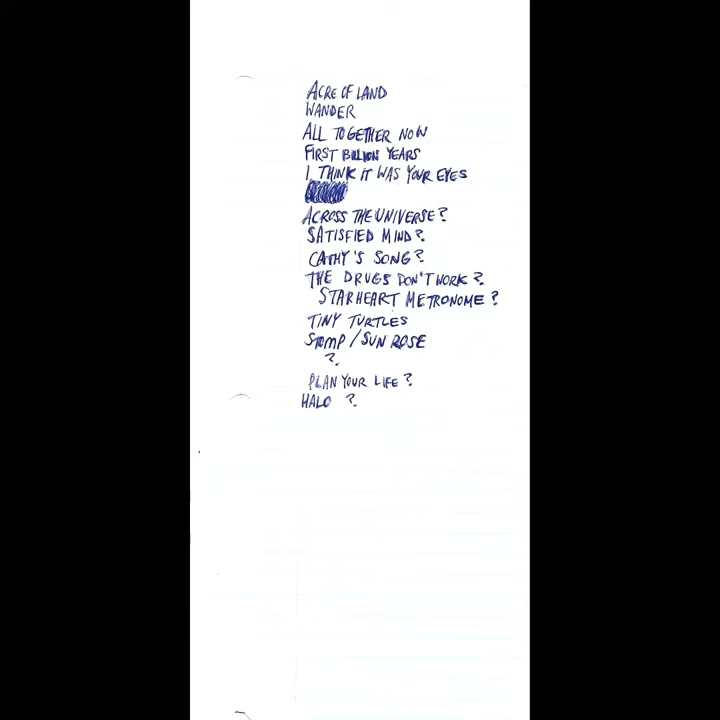 ACRE OF LAND
WANDER
ALL TOGETHER NOW
FIRST BILLION YEARS
I THINK IT WAS YOUR EYES
ACROSS THE UNIVERSE?
SATISFIED MIND?
CATHY'S SONG?
THE DRUGS DON'T WORK?
STARHEART METRONOME?
TINY TURTLES
STOMP / SUN ROSE
?
PLAN YOUR LIFE?
HALO ?